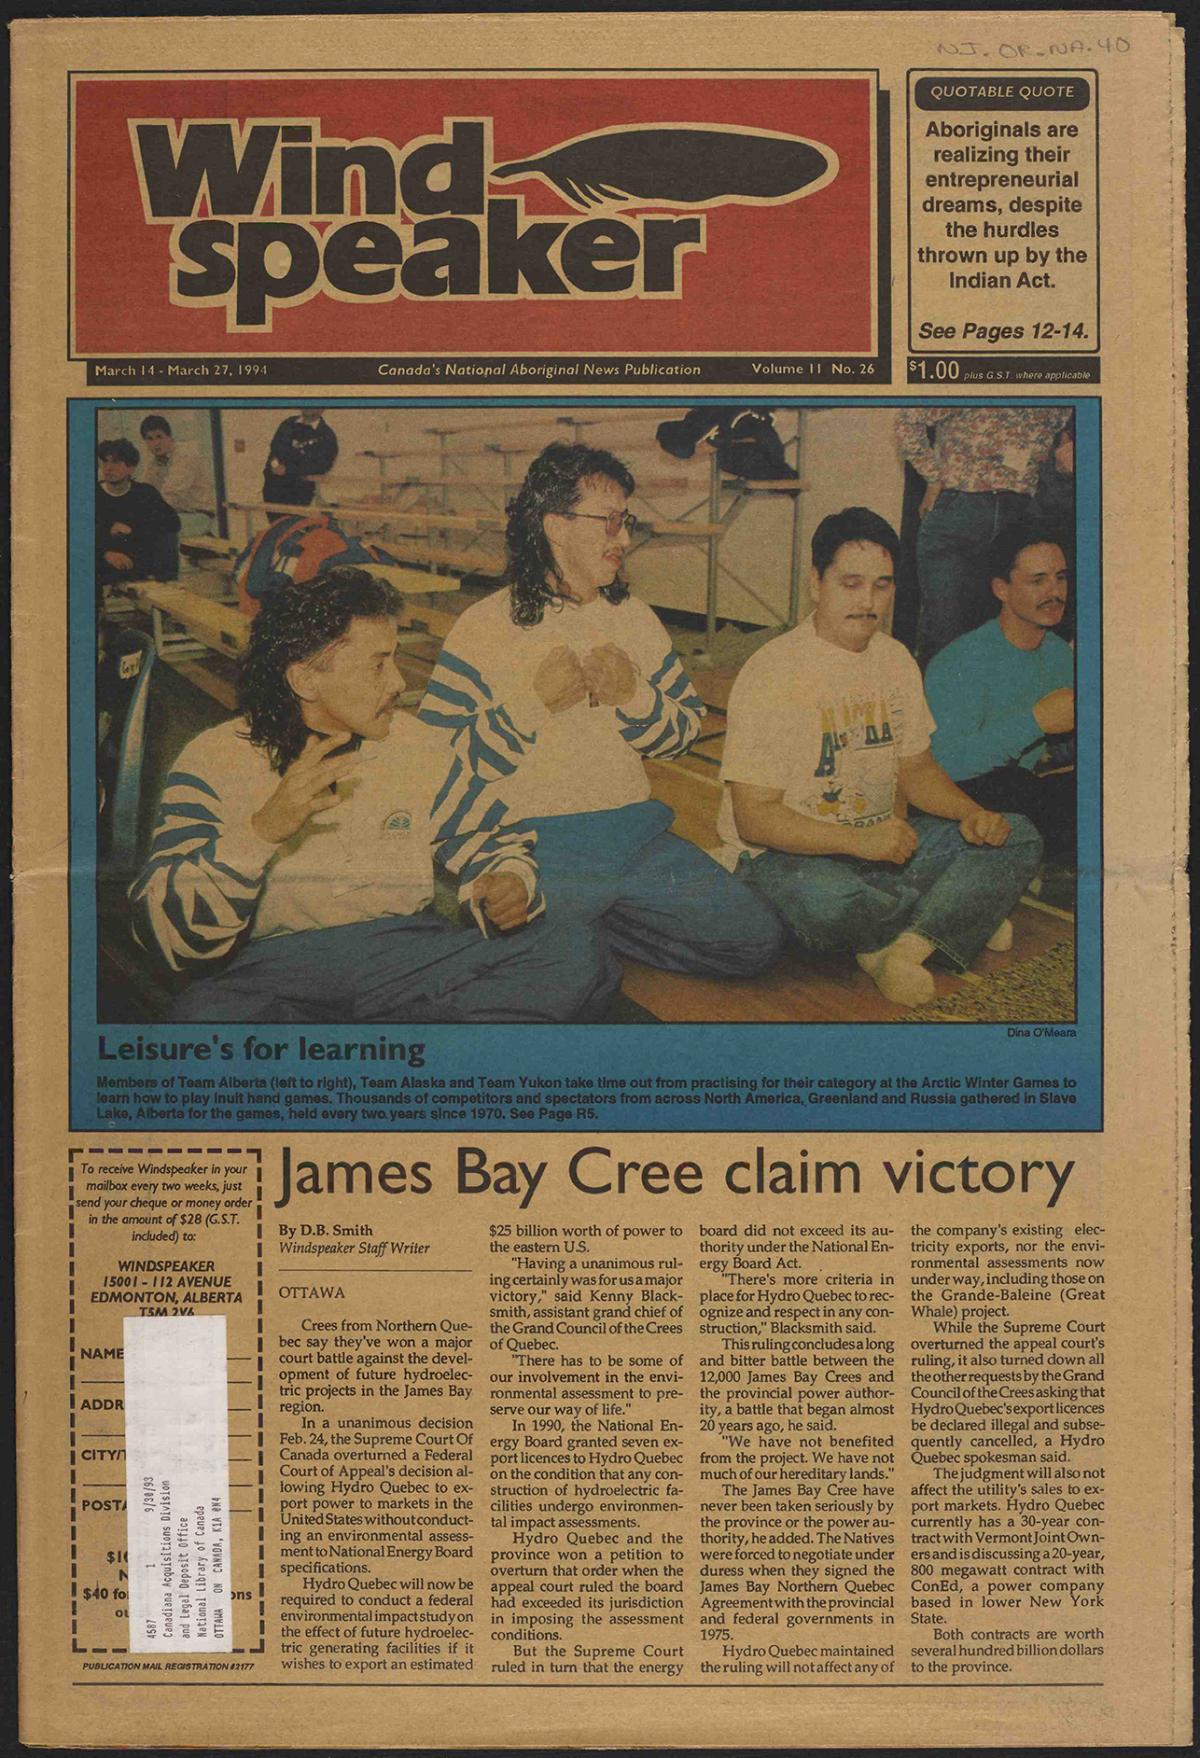 NJ. OR-NA-40
Wind
speaker
March 14 - March 27, 1994
Canada's National Aboriginal News Publication
Volume 11 No. 26
QUOTABLE QUOTE
Aboriginals are
realizing their
entrepreneurial
dreams, despite
the hurdles
thrown up by the
Indian Act.
See Pages 12-14.
$1.00 plus G.S.T. where applicable
Dina O'Meara
Leisure's for learning
Members of Team Alberta (left to right), Team Alaska and Team Yukon take time out from practising for their category at the Arctic Winter Games to
learn how to play Inuit hand games. Thousands of competitors and spectators from across North America, Greenland and Russia gathered in Slave
Lake, Alberta for the games, held every two years since 1970. See Page R5.
To receive Windspeaker in your
mailbox every two weeks, just
send your cheque or money order
in the amount of $28 (G.S.T.
included) to:
WINDSPEAKER
15001 - 112 AVENUE
EDMONTON, ALBERTA
T5M 2V6
NAME
ADDR
CITY/T
POSTA
$40 fo
ons
PUBLICATION MAIL REGISTRATION #2177
4587 1 9/30/93
Canadiana Acquisitions Division
and Legal Deposit Office
National Library of Canada
OTTAWA ON CANADA, K1A 0N4
James Bay Cree claim victory
By D.B. Smith
Windspeaker Staff Writer
OTTAWA
Crees from Northern Que-
bec say they've won a major
court battle against the devel-
opment of future hydroelec-
tric projects in the James Bay
region.
In a unanimous decision
Feb. 24, the Supreme Court Of
Canada overturned a Federal
Court of Appeal's decision al-
lowing Hydro Quebec to ex-
port power to markets in the
United States without conduct-
ing an environmental assess-
ment to National Energy Board
specifications.
Hydro Quebec will now be
required to conduct a federal
environmental impact study on
the effect of future hydroelec-
tric generating facilities if it
wishes to export an estimated
$25 billion worth of power to
the eastern U.S.
"Having a unanimous rul-
ing certainly was for us a major
victory," said Kenny Black-
smith, assistant grand chief of
the Grand Council of the Crees
of Quebec.
"There has to be some of
our involvement in the envi-
ronmental assessment to pre-
serve our way of life."
In 1990, the National En-
ergy Board granted seven ex-
port licences to Hydro Quebec
on the condition that any con-
struction of hydroelectric fa-
cilities undergo environmen-
tal impact assessments.
Hydro Quebec and the
province won a petition to
overturn that order when the
appeal court ruled the board
had exceeded its jurisdiction
in imposing the assessment
conditions.
But the Supreme Court
ruled in turn that the energy
board did not exceed its au-
thority under the National En-
ergy Board Act.
"There's more criteria in
place for Hydro Quebec to rec-
ognize and respect in any con-
struction," Blacksmith said.
This ruling concludes a long
and bitter battle between the
12,000 James Bay Crees and
the provincial power author-
ity, a battle that began almost
20 years ago, he said.
"We have not benefited
from the project. We have not
much of our hereditary lands."
The James Bay Cree have
never been taken seriously by
the province or the power au-
thority, he added. The Natives
were forced to negotiate under
duress when they signed the
James Bay Northern Quebec
Agreement with the provincial
and federal governments in
1975.
Hydro Quebec maintained
the ruling will not affect any of
the company's existing elec-
tricity exports, nor the envi-
ronmental assessments now
under way, including those on
the Grande-Baleine (Great
Whale) project.
While the Supreme Court
overturned the appeal court's
ruling, it also turned down all
the other requests by the Grand
Council of the Crees asking that
Hydro Quebec's export licences
be declared illegal and subse-
quently cancelled, a Hydro
Quebec spokesman said.
The judgment will also not
affect the utility's sales to ex-
port markets. Hydro Quebec
currently has a 30-year con-
tract with Vermont Joint Own-
ers and is discussing a 20-year,
800 megawatt contract with
ConEd, a power company
based in lower New York
State.
Both contracts are worth
several hundred billion dollars
to the province.